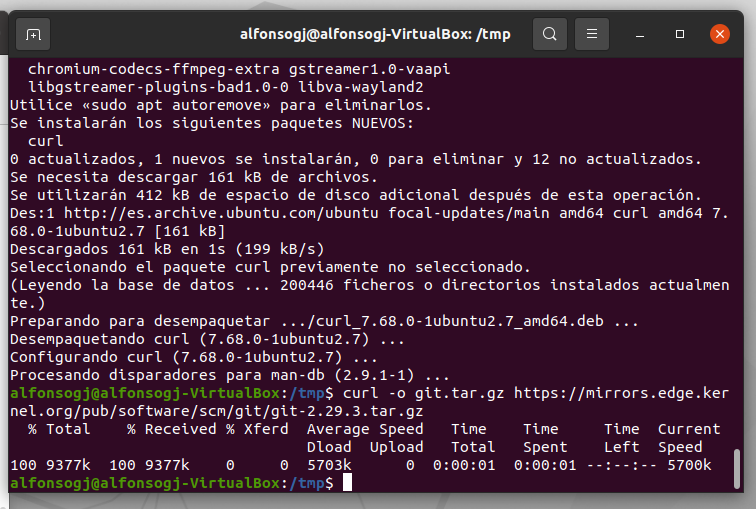 alfonsogj@alfonsogj-VirtualBox: /tmp
chromium-codecs-ffmpeg-extra gstreamer1.0-vaapi
libgstreamer-plugins-bad1.0-0 libva-wayland2
Utilice «sudo apt autoremove» para eliminarlos.
Se instalarán los siguientes paquetes NUEVOS:
curl
0 actualizados, 1 nuevos se instalarán, 0 para eliminar y 12 no actualizados.
Se necesita descargar 161 kB de archivos.
Se utilizarán 412 kB de espacio de disco adicional después de esta operación.
Des:1 http://es.archive.ubuntu.com/ubuntu focal-updates/main amd64 curl amd64 7.
68.0-1ubuntu2.7 [161 kB]
Descargados 161 kB en 1s (199 kB/s)
Seleccionando el paquete curl previamente no seleccionado.
(Leyendo la base de datos ... 200446 ficheros o directorios instalados actualmen
te.)
Preparando para desempaquetar .../curl_7.68.0-1ubuntu2.7_amd64.deb ...
Desempaquetando curl (7.68.0-1ubuntu2.7) ...
Configurando curl (7.68.0-1ubuntu2.7) ...
Procesando disparadores para man-db (2.9.1-1) ...
alfonsogj@alfonsogj-VirtualBox:/tmp$ curl -o git.tar.gz https://mirrors.edge.ker
nel.org/pub/software/scm/git/git-2.29.3.tar.gz
% Total % Received % Xferd Average Speed Time Time Time Current
Dload Upload Total Spent Left Speed
100 9377k 100 9377k 0 0 5703k 0 0:00:01 0:00:01 --:--:-- 5700k
alfonsogj@alfonsogj-VirtualBox:/tmp$